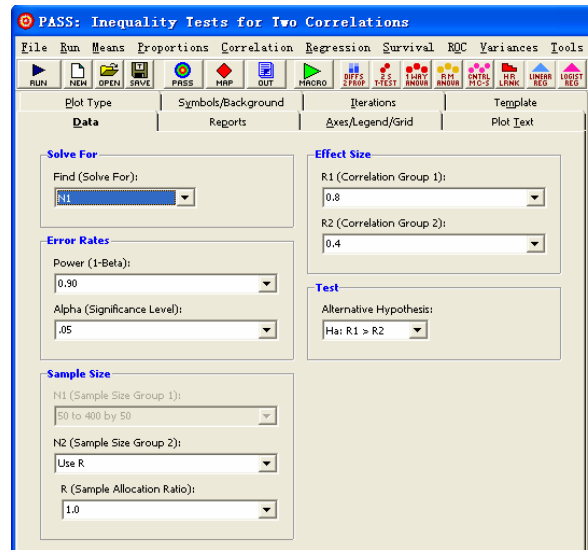 PASS: Inequality Tests for Two Correlations
File Run Means Proportions Correlation Regression Survival ROC Variances Tools
RUN NEW OPEN SAVE PASS MAP OUT MACRO DIFFS 2 PROP 2 S T-TEST 1 WAY ANOVA R M ANOVA CNTRL MC-S H R LRNK LINEAR REG LOGIST REG
Plot Type Symbols/Background Iterations Template
Data Reports Axes/Legend/Grid Plot Text
Solve For
Find (Solve For):
N1
Error Rates
Power (1-Beta):
0.90
Alpha (Significance Level):
.05
Sample Size
N1 (Sample Size Group 1):
50 to 400 by 50
N2 (Sample Size Group 2):
Use R
R (Sample Allocation Ratio):
1.0
Effect Size
R1 (Correlation Group 1):
0.8
R2 (Correlation Group 2):
0.4
Test
Alternative Hypothesis:
Ha: R1 > R2